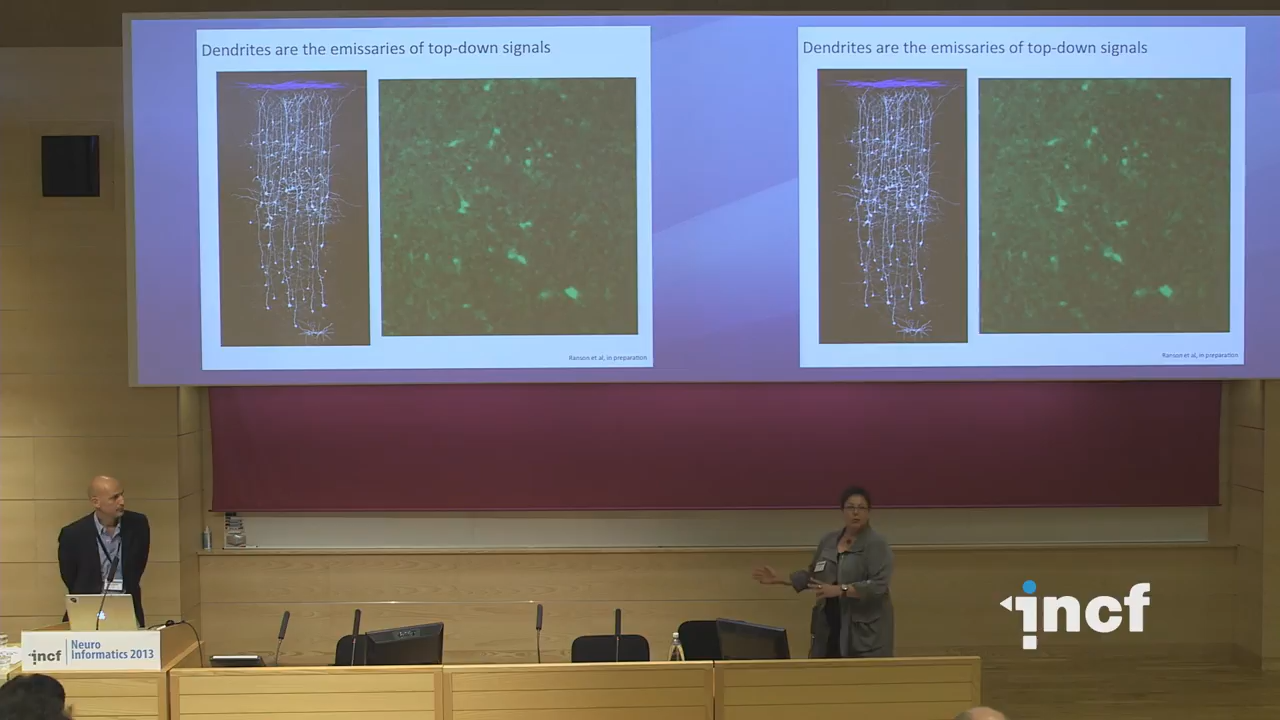 Dendrites are the emissaries of top-down signals
Ranson et al, in preparation
Dendrites are the emissaries of top-down signals
Ranson et al, in preparation
incf
Neuro
Informatics 2013
incf